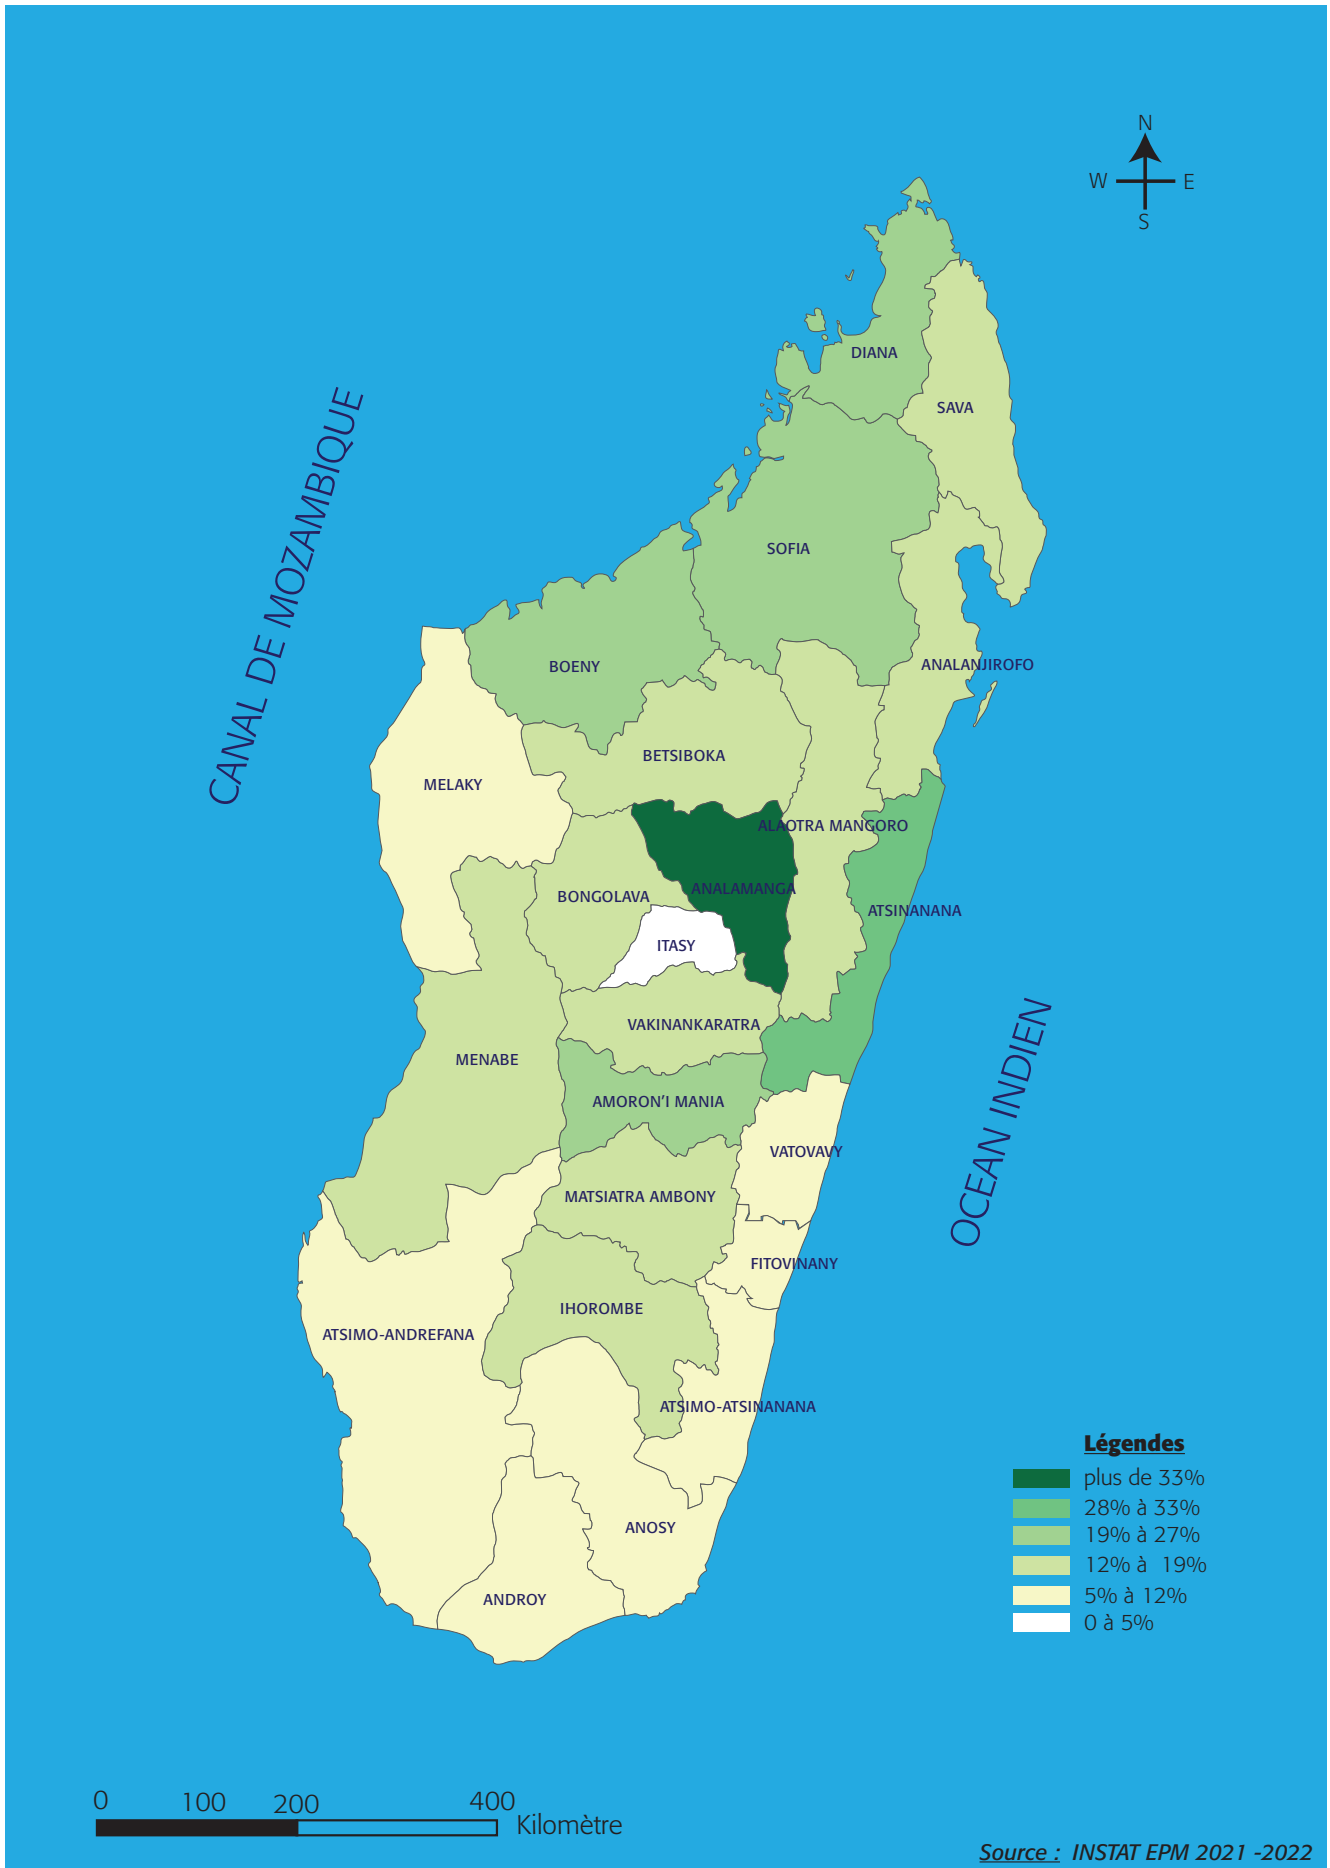 N
W E
S
DIANA
SAVA
CANAL DE MOZAMBIQUE
SOFIA
BOENY
ANALANJIROFO
BETSIBOKA
MELAKY
ALAOTRA MANGORO
ANALAMANGA
BONGOLAVA
ATSINANANA
ITASY
VAKINANKARATRA
MENABE
OCEAN INDIEN
AMORON'I MANIA
VATOVAVY
MATSIATRA AMBONY
FITOVINANY
IHOROMBE
ATSIMO-ANDREFANA
ATSIMO-ATSINANANA
ANOSY
ANDROY
Légendes
plus de 33%
28% à 33%
19% à 27%
12% à 19%
5% à 12%
0 à 5%
0 100 200 400
Kilomètre
Source : INSTAT EPM 2021 -2022